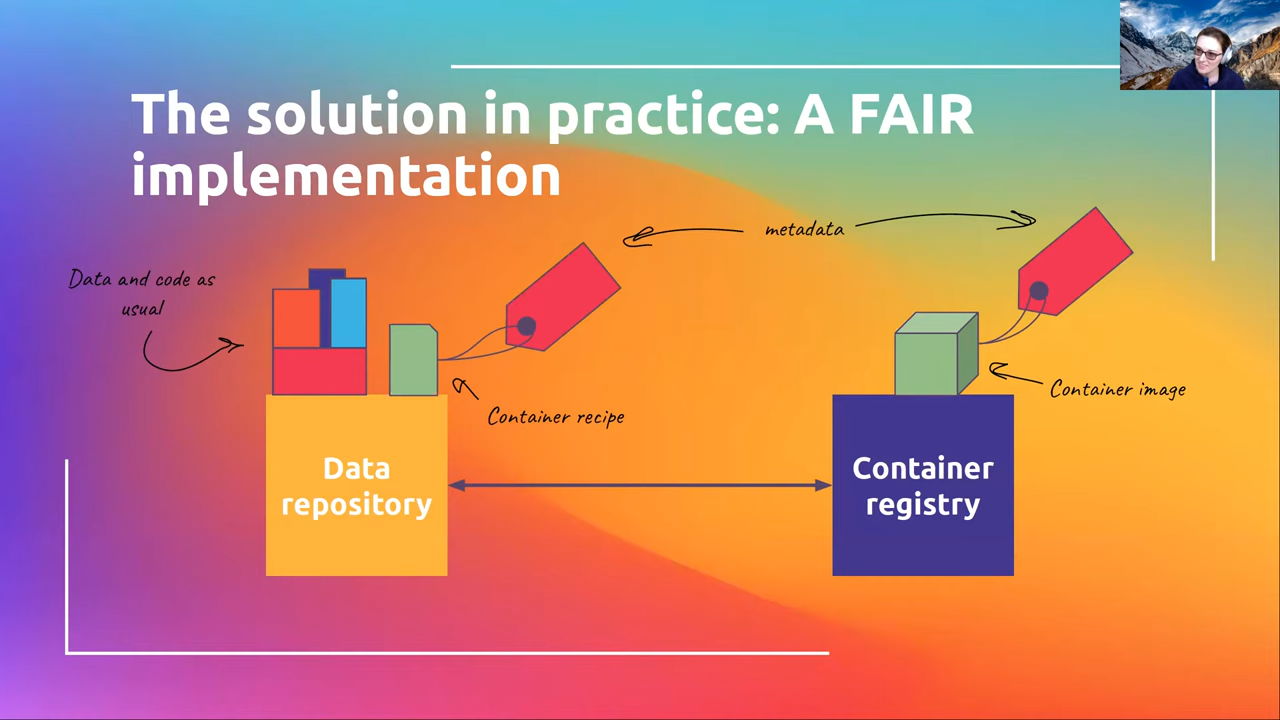 The solution in practice: A FAIR
implementation
metadata
Data and code as
usual
Container recipe
Container image
Data
repository
Container
registry